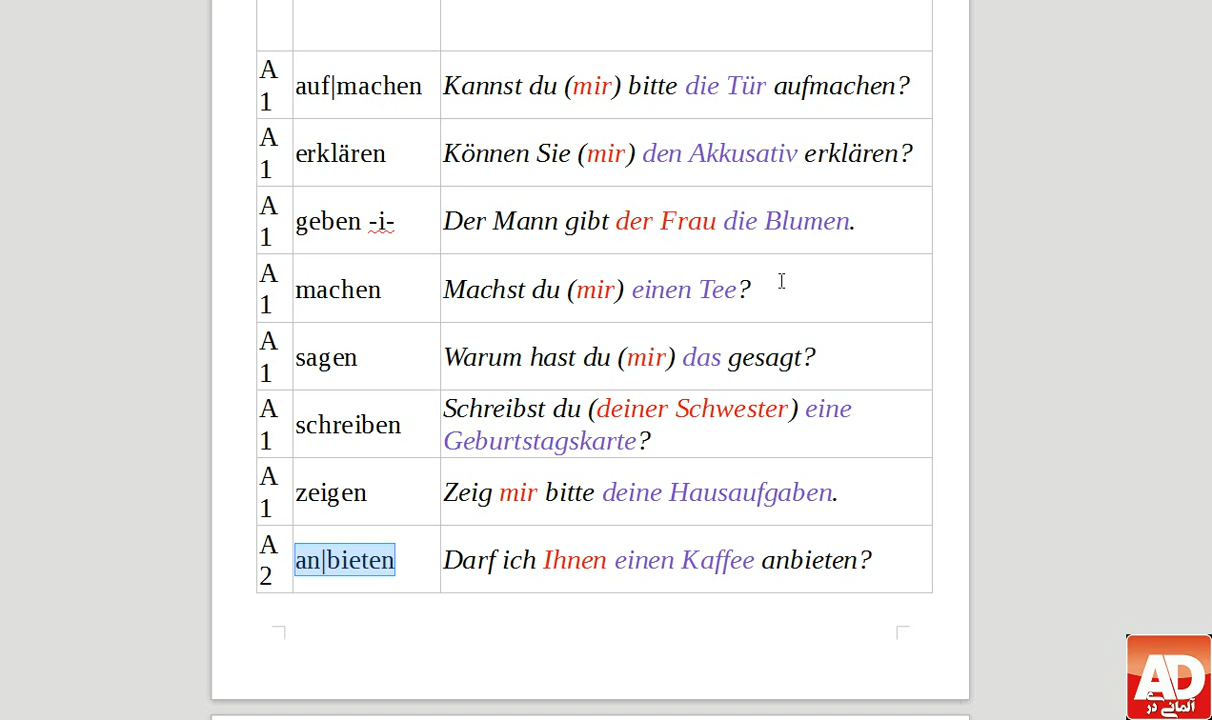 A
1
auf|machen
Kannst du (mir) bitte die Tür aufmachen?
A
1
erklären
Können Sie (mir) den Akkusativ erklären?
A
1
geben -i-
Der Mann gibt der Frau die Blumen.
A
1
machen
Machst du (mir) einen Tee?
A
1
sagen
Warum hast du (mir) das gesagt?
A
1
schreiben
Schreibst du (deiner Schwester) eine
Geburtstagskarte?
A
1
zeigen
Zeig mir bitte deine Hausaufgaben.
A
2
an|bieten
Darf ich Ihnen einen Kaffee anbieten?
AD
آلمانی در